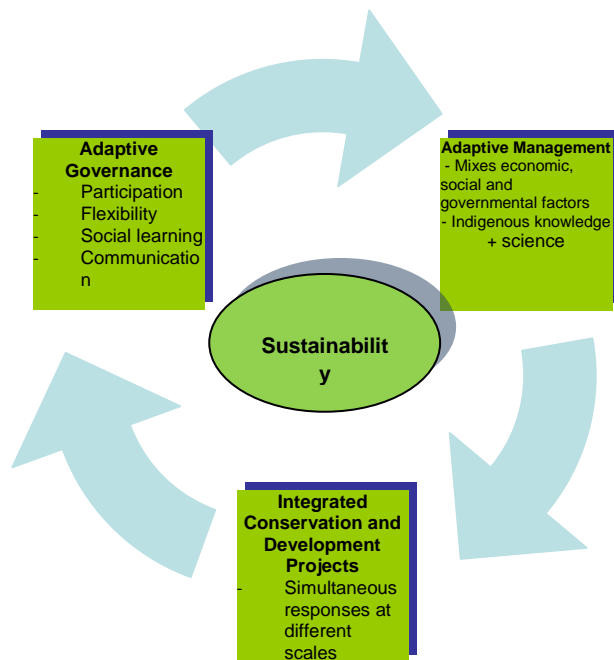 Adaptive
Governance
- Participation
- Flexibility
- Social learning
- Communicatio
n
Adaptive Management
- Mixes economic,
social and
governmental factors
- Indigenous knowledge
+ science
Sustainabilit
y
Integrated
Conservation and
Development
Projects
- Simultaneous
responses at
different
scales